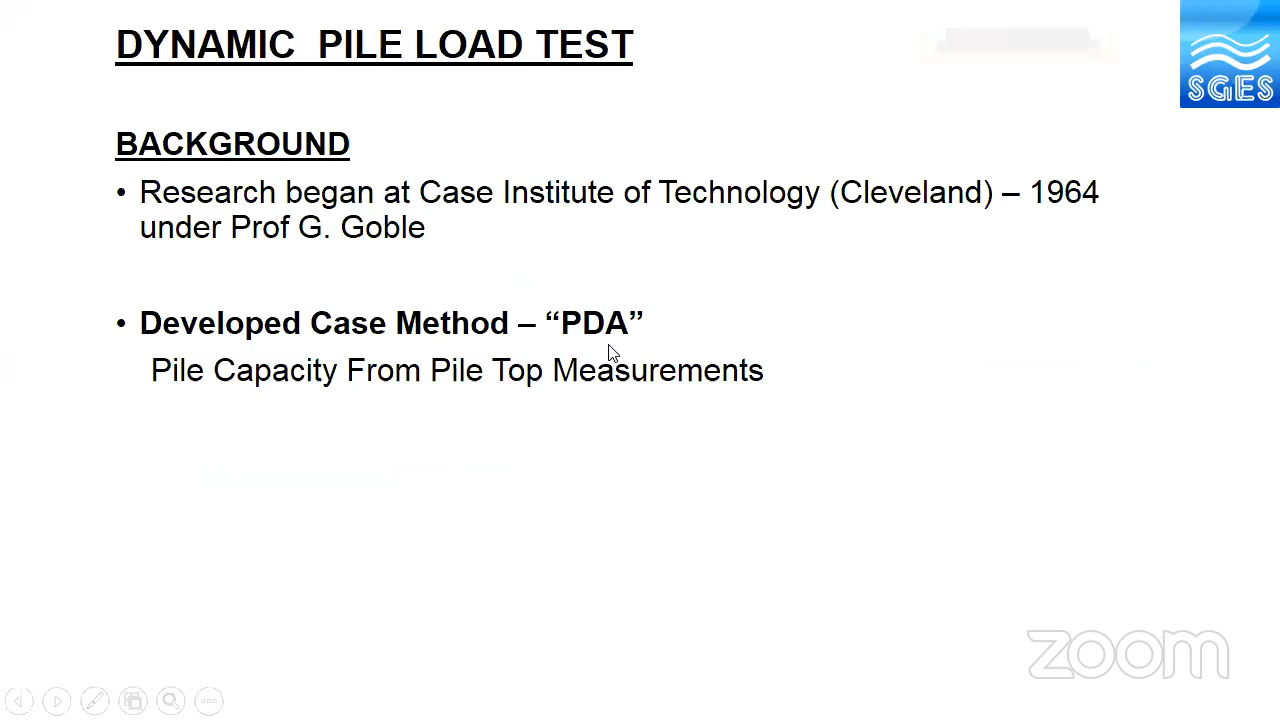 DYNAMIC PILE LOAD TEST
SGES
BACKGROUND
• Research began at Case Institute of Technology (Cleveland) – 1964
under Prof G. Goble
• Developed Case Method – “PDA”
Pile Capacity From Pile Top Measurements
zoom